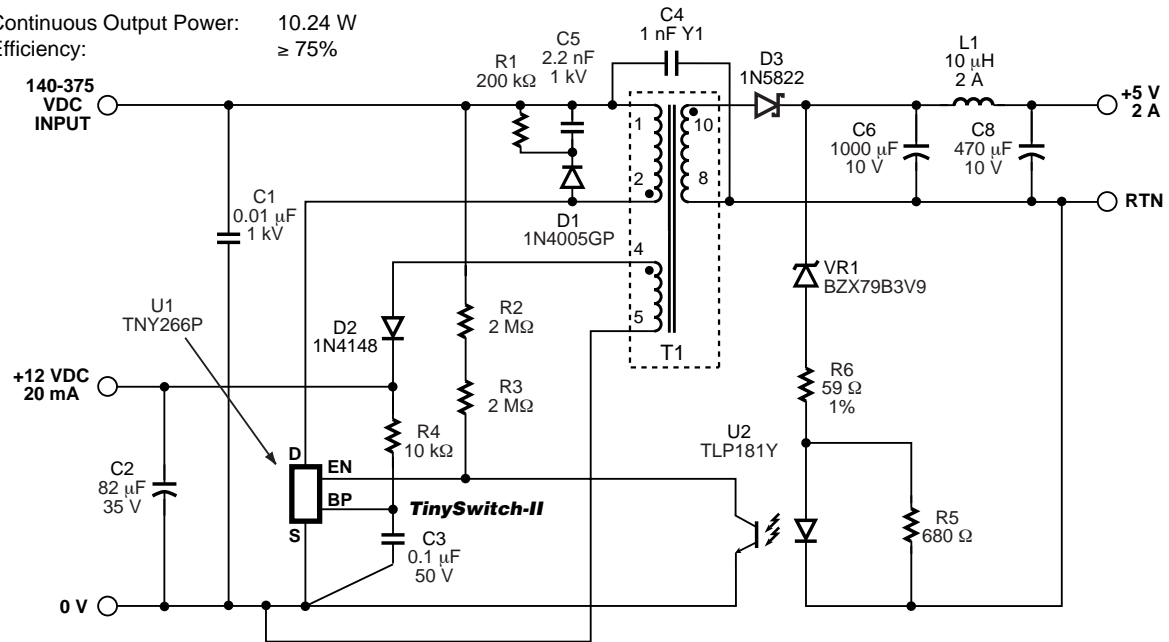 Continuous Output Power: 10.24 W
Efficiency: ≥ 75%
C4
1 nF Y1
C5
2.2 nF
1 kV
R1
200 kΩ
D3
1N5822
L1
10 µH
2 A
140-375
VDC
INPUT
+5 V
2 A
1
10
C6
1000 µF
10 V
C8
470 µF
10 V
2
8
RTN
C1
0.01 µF
1 kV
D1
1N4005GP
4
VR1
BZX79B3V9
U1
TNY266P
D2
1N4148
R2
2 MΩ
5
T1
+12 VDC
20 mA
R3
2 MΩ
R6
59 Ω
1%
R4
10 kΩ
U2
TLP181Y
D
EN
C2
82 µF
35 V
BP
TinySwitch-II
S
R5
680 Ω
C3
0.1 µF
50 V
0 V